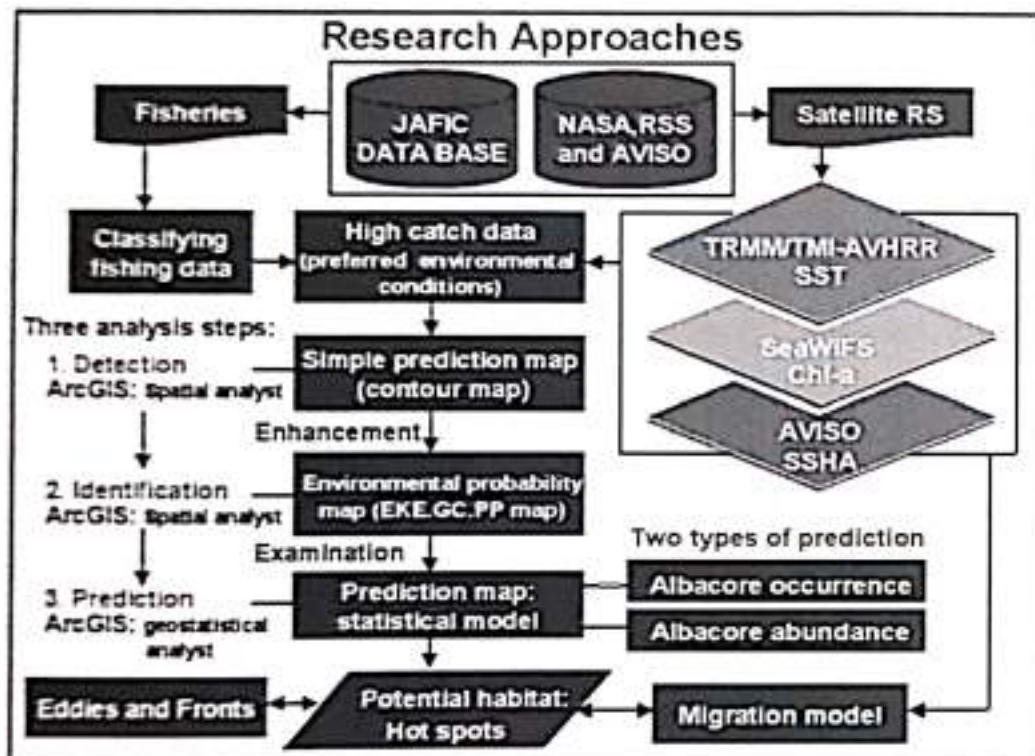 Research Approaches
Fisheries
JAFIC
DATA BASE
NASA,RSS
and AVISO
Satellite RS
Classifying
fishing data
High catch data
(preferred environmental
conditions)
TRMM/TMI-AVHRR
SST
SeaWIFS
Chl-a
AVISO
SSHA
Three analysis steps:
1. Detection
ArcGIS: Spatial analyst
Simple prediction map
(contour map)
Enhancement
2. Identification
ArcGIS: Spatial analyst
Environmental probability
map (EKE.GC.PP map)
Examination
Two types of prediction
3. Prediction
ArcGIS: geostatistical
analyst
Prediction map:
statistical model
Albacore occurrence
Albacore abundance
Eddies and Fronts
Potential habitat:
Hot spots
Migration model